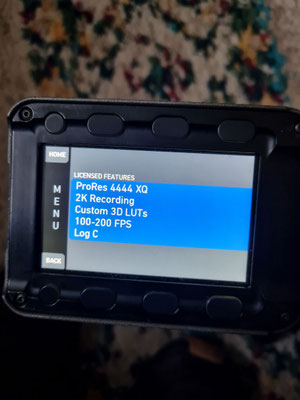 HOME
LICENSED FEATURES
MENU
ProRes 4444 XQ
2K Recording
Custom 3D LUTs
100-200 FPS
Log C
BACK